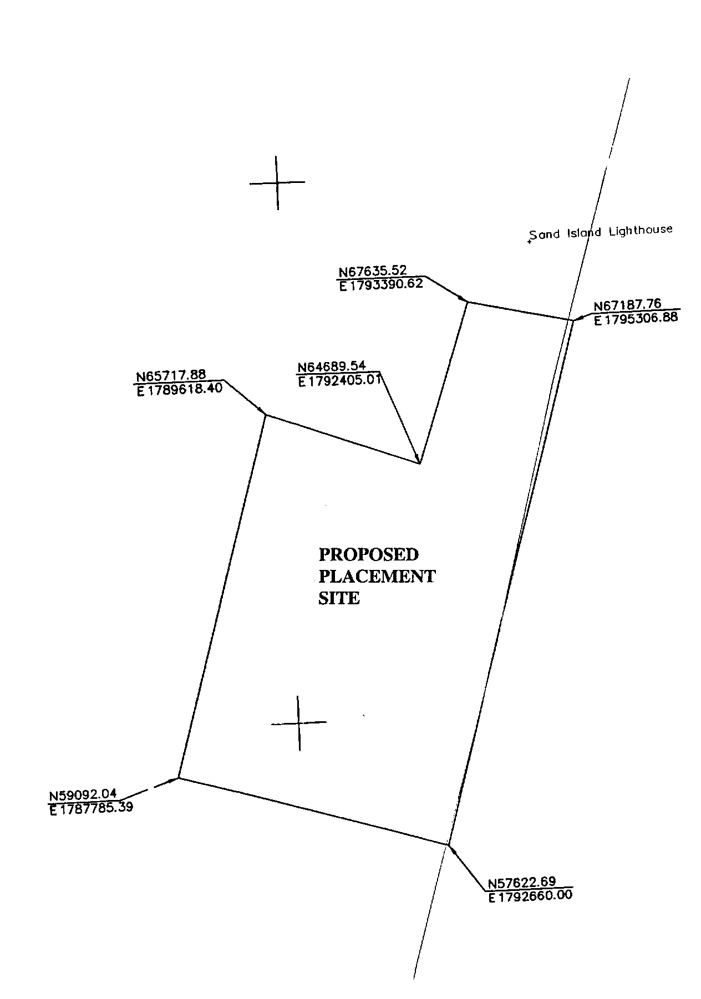 Sand Island Lighthouse
N67635.52
E1793390.62
N67187.76
E1795306.88
N64689.54
E1792405.01
N65717.88
E1789618.40
PROPOSED
PLACEMENT
SITE
N59092.04
E1787785.39
N57622.69
E1792660.00